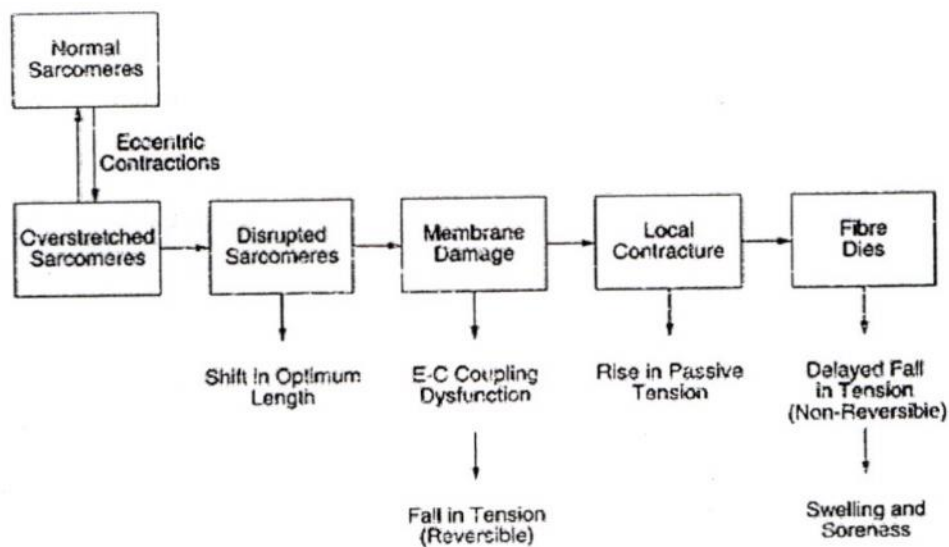 Normal
Sarcomeres
Eccentric
Contractions
Overstretched
Sarcomeres
Disrupted
Sarcomeres
Membrane
Damage
Local
Contracture
Fibre
Dies
Shift in Optimum
Length
E-C Coupling
Dysfunction
Rise in Passive
Tension
Delayed Fall
in Tension
(Non-Reversible)
Fall in Tension
(Reversible)
Swelling and
Soreness